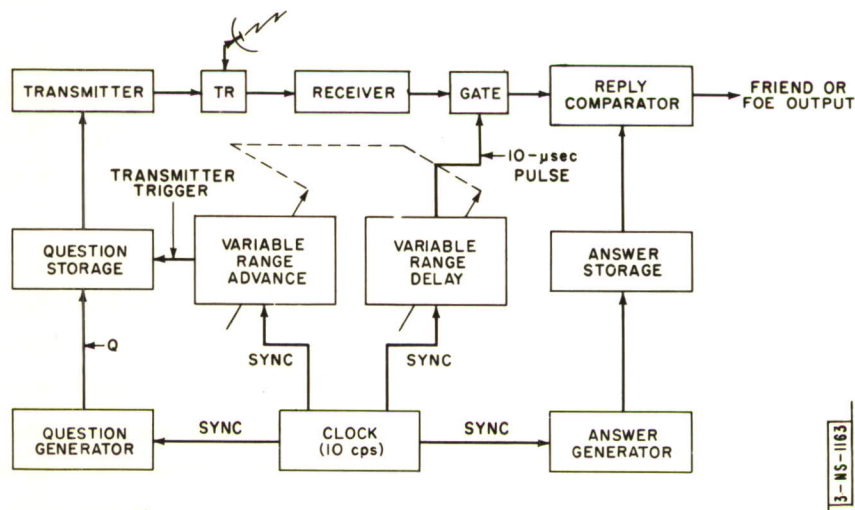 TRANSMITTER
TR
RECEIVER
GATE
REPLY
COMPARATOR
FRIEND OR
FOE OUTPUT
10-μsec
PULSE
TRANSMITTER
TRIGGER
QUESTION
STORAGE
VARIABLE
RANGE
ADVANCE
VARIABLE
RANGE
DELAY
ANSWER
STORAGE
Q
SYNC
SYNC
QUESTION
GENERATOR
SYNC
CLOCK
(10 cps)
SYNC
ANSWER
GENERATOR
3-NS-1163